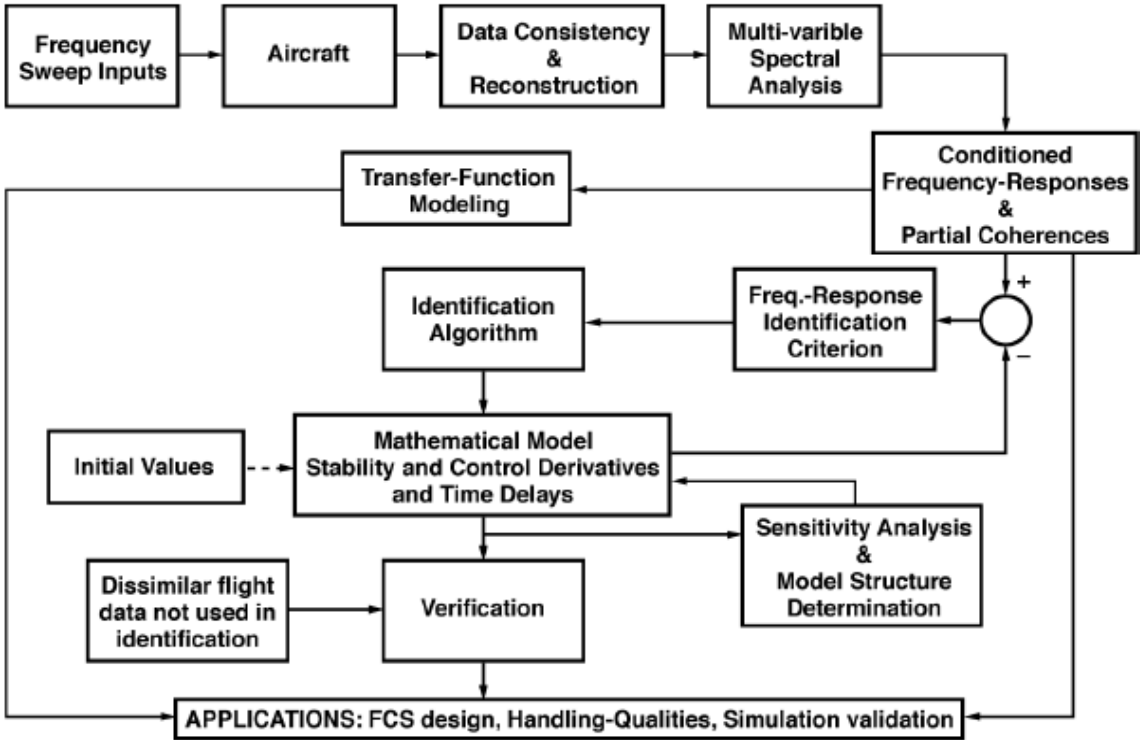 Frequency
Sweep Inputs
Aircraft
Data Consistency
&
Reconstruction
Multi-varible
Spectral
Analysis
Conditioned
Frequency-Responses
&
Partial Coherences
Transfer-Function
Modeling
Identification
Algorithm
Freq.-Response
Identification
Criterion
+
–
Initial Values
Mathematical Model
Stability and Control Derivatives
and Time Delays
Sensitivity Analysis
&
Model Structure
Determination
Dissimilar flight
data not used in
identification
Verification
APPLICATIONS: FCS design, Handling-Qualities, Simulation validation